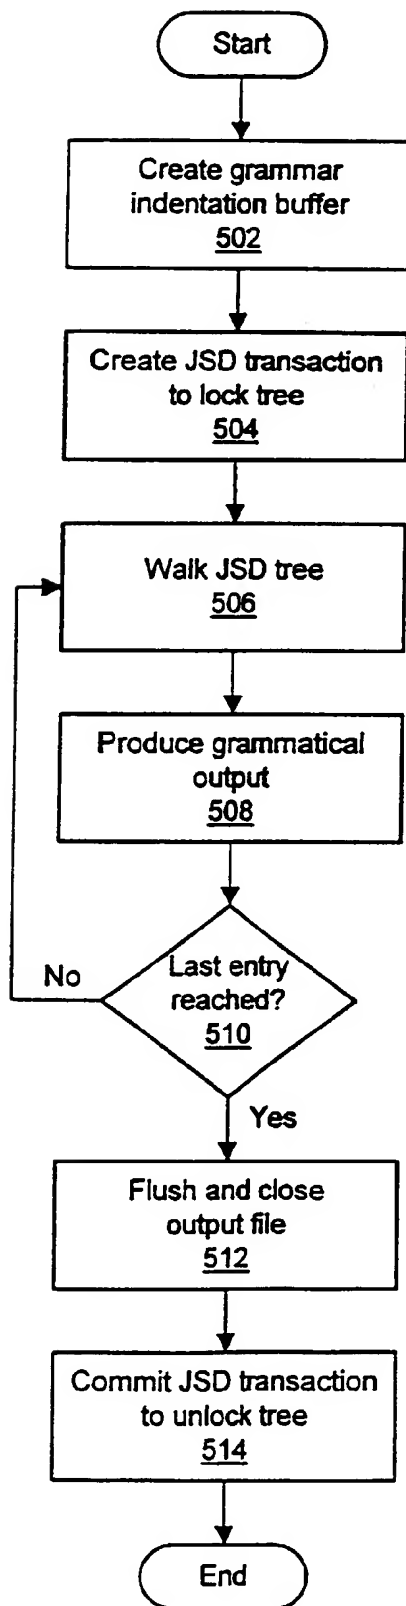 Start
Create grammar
indentation buffer
502
Create JSD transaction
to lock tree
504
Walk JSD tree
506
Produce grammatical
output
508
Last entry
reached?
510
No
Yes
Flush and close
output file
512
Commit JSD transaction
to unlock tree
514
End